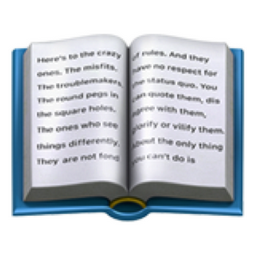 Here's to the crazy
ones. The misfits.
The troublemakers.
The round pegs in
the square holes.
The ones who see
things differently.
They are not fond
of rules. And they
have no respect for
the status quo. You
can quote them, dis
agree with them,
glorify or vilify them.
about the only thing
you can't do is